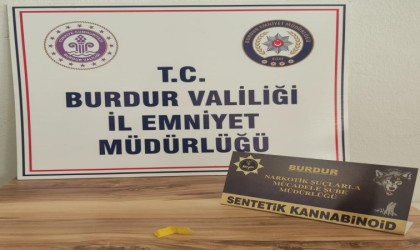 T.C.
BURDUR VALİLİĞİ
İL EMNİYET
MÜDÜRLÜĞÜ
BURDUR
NARKOTİK SUÇLARLA
MÜCADELE ŞUBE
MÜDÜRLÜĞÜ
SENTETİK KANNABİNOİD